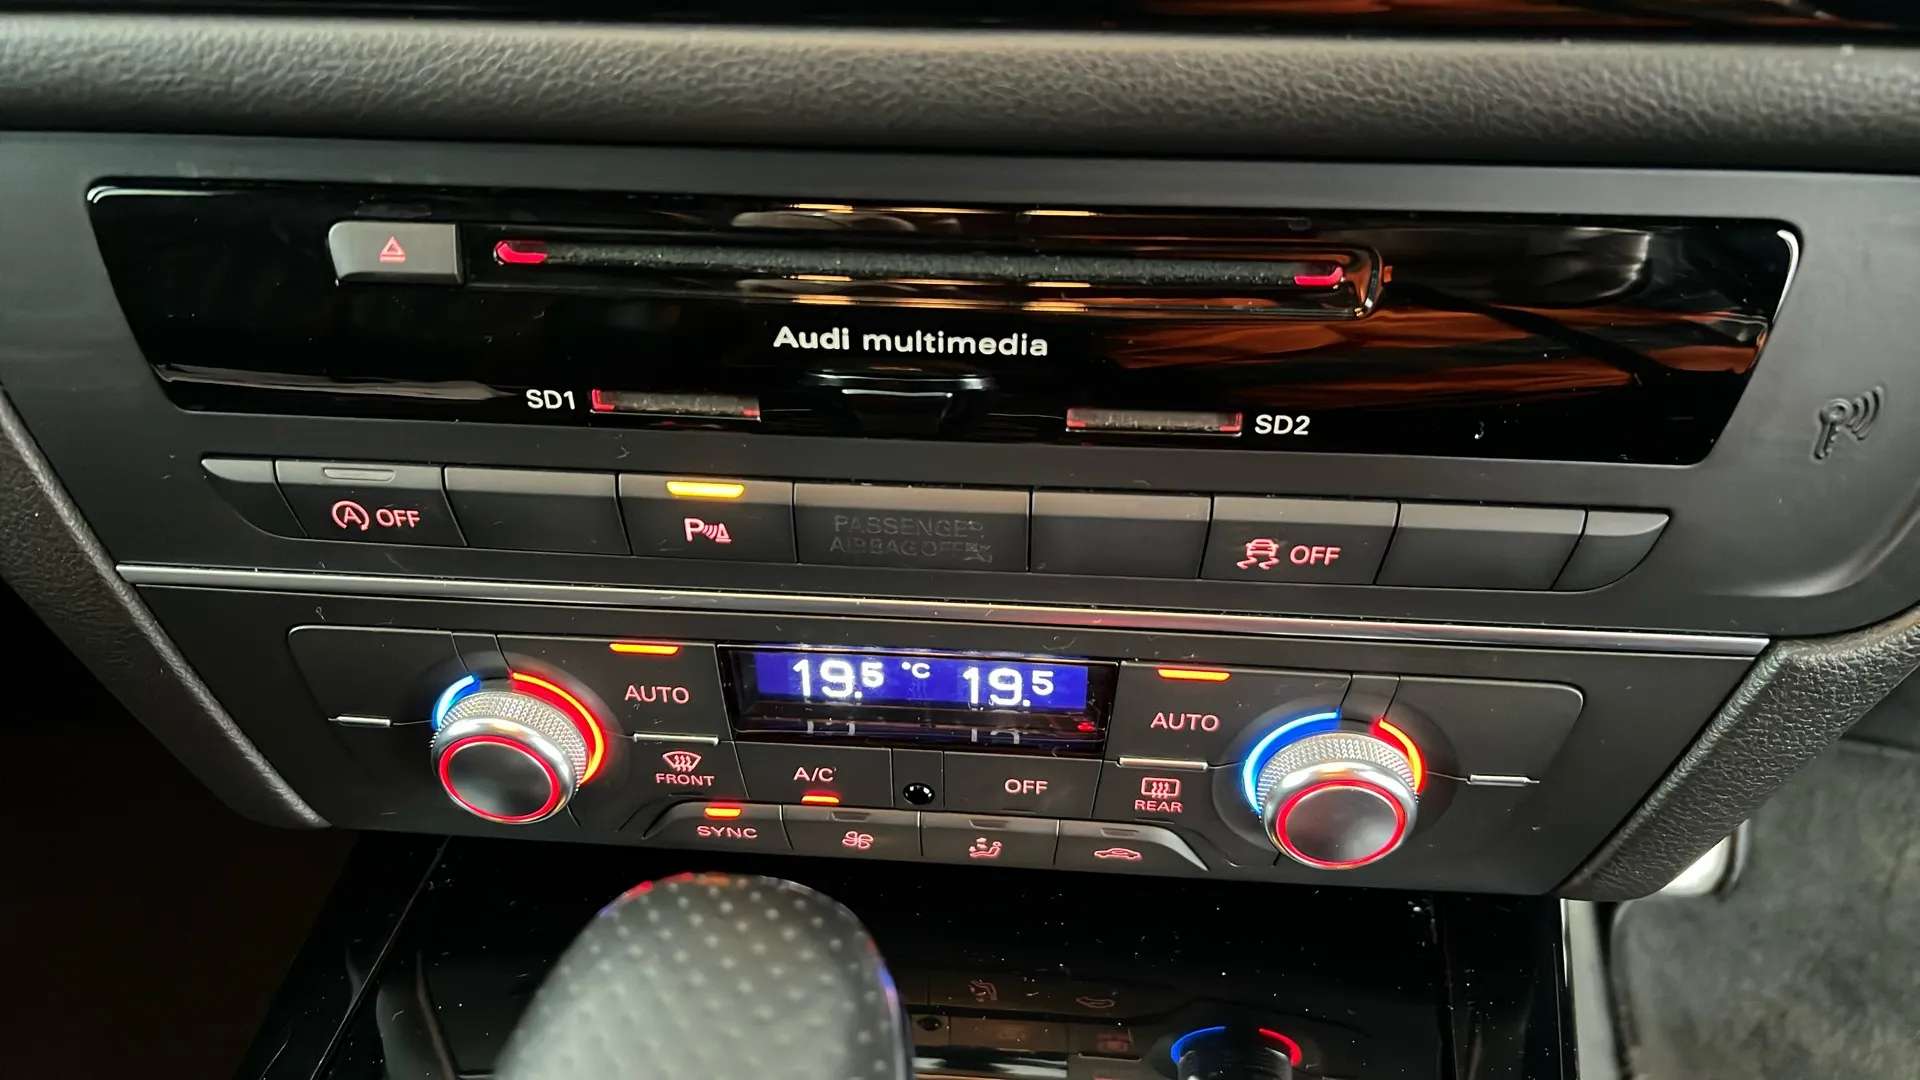 Audi multimedia
SD1
SD2
A OFF
P
PASSENGER
AIRBAG OFF
OFF
AUTO
19.5 °C 19.5
AUTO
FRONT
A/C
OFF
REAR
SYNC